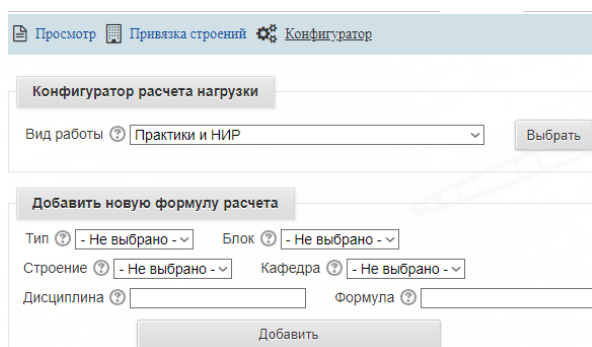 Просмотр Привязка строений Конфигуратор
Конфигуратор расчета нагрузки
Вид работы ? Практики и НИР Выбрать
Добавить новую формулу расчета
Тип ? - Не выбрано - Блок ? - Не выбрано -
Строение ? - Не выбрано - Кафедра ? - Не выбрано -
Дисциплина ? Формула ?
Добавить